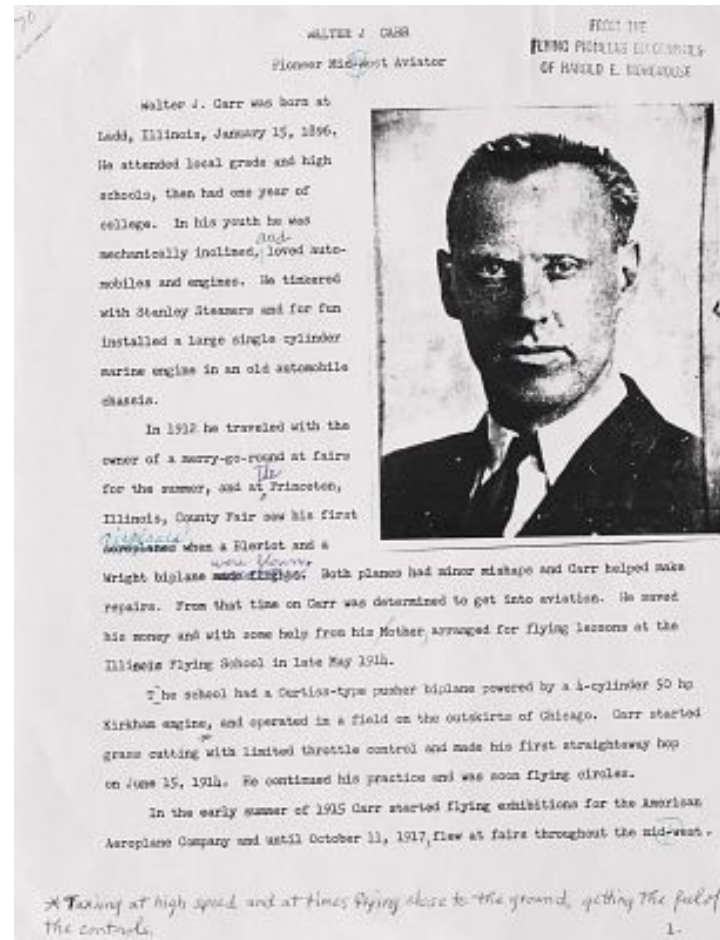 70
WALTER J CARR
Pioneer Mid-West Aviator
FROM THE
FLYING PIONEERS BIOGRAPHIES
OF HAROLD E. MOREHOUSE
Walter J. Carr was born at
Ladd, Illinois, January 15, 1896.
He attended local grade and high
schools, then had one year of
college. In his youth he was
and
mechanically inclined, loved auto-
mobiles and engines. He tinkered
with Stanley Steamers and for fun
installed a large single cylinder
marine engine in an old automobile
chassis.
In 1912 he traveled with the
owner of a merry-go-round at fairs
The
for the summer, and at Princeton,
Illinois, County Fair saw his first
airplanes
aeroplanes when a Bleriot and a
were flown
Wright biplane made flights. Both planes had minor mishaps and Carr helped make
repairs. From that time on Carr was determined to get into aviation. He saved
his money and with some help from his Mother, arranged for flying lessons at the
Illinois Flying School in late May 1914.
The school had a Curtiss-type pusher biplane powered by a 4-cylinder 50 hp
Kirkham engine, and operated in a field on the outskirts of Chicago. Carr started
*
grass cutting with limited throttle control and made his first straightway hop
on June 15, 1914. He continued his practice and was soon flying circles.
In the early summer of 1915 Carr started flying exhibitions for the American
Aeroplane Company and until October 11, 1917, flew at fairs throughout the mid-west.
* Taxiing at high speed and at times flying close to the ground, getting the feel of
the controls.
1.